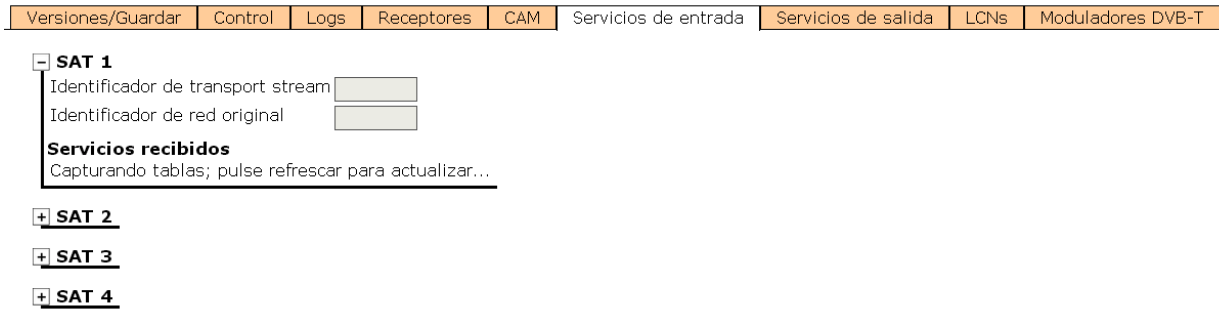 Versiones/Guardar Control Logs Receptores CAM Servicios de entrada Servicios de salida LCNs Moduladores DVB-T
SAT 1
Identificador de transport stream
Identificador de red original
Servicios recibidos
Capturando tablas; pulse refrescar para actualizar...
SAT 2
SAT 3
SAT 4